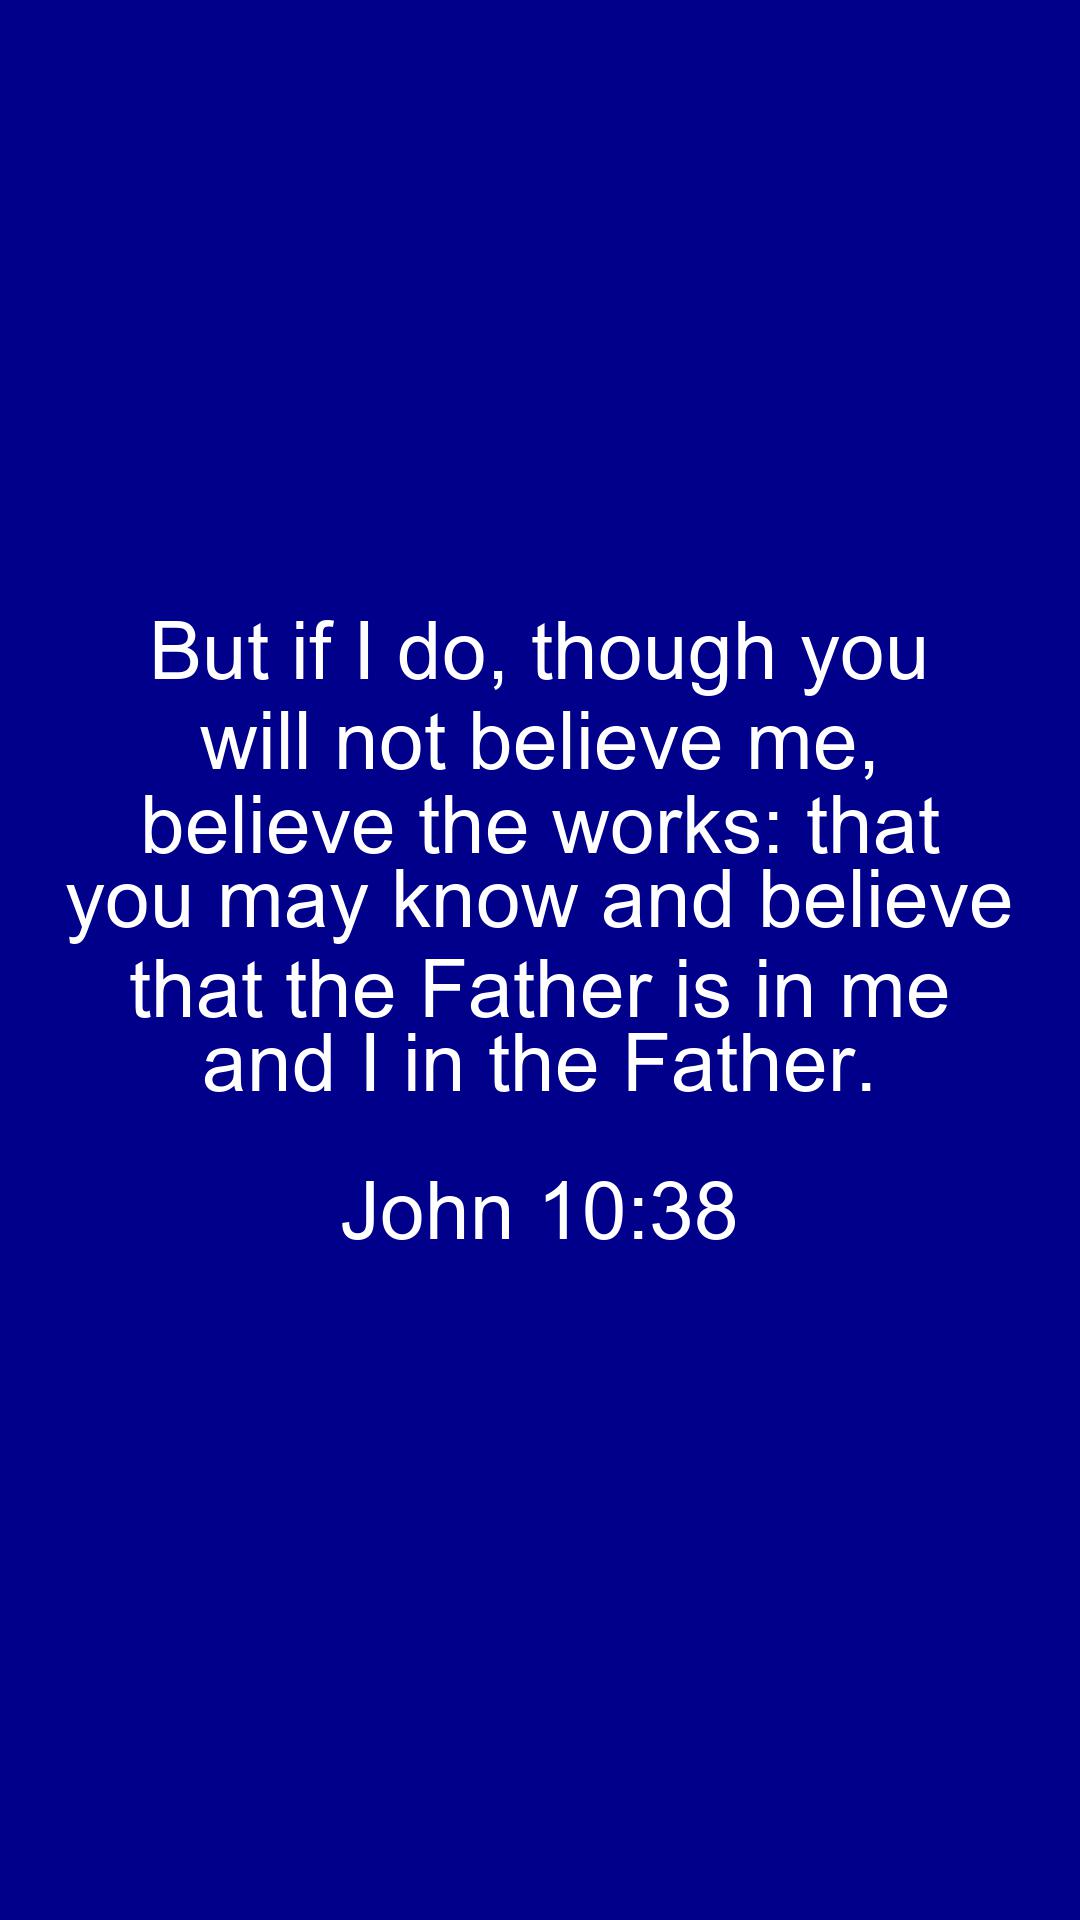 But if I do, though you
will not believe me,
believe the works: that
you may know and believe
that the Father is in me
and I in the Father.
John 10:38